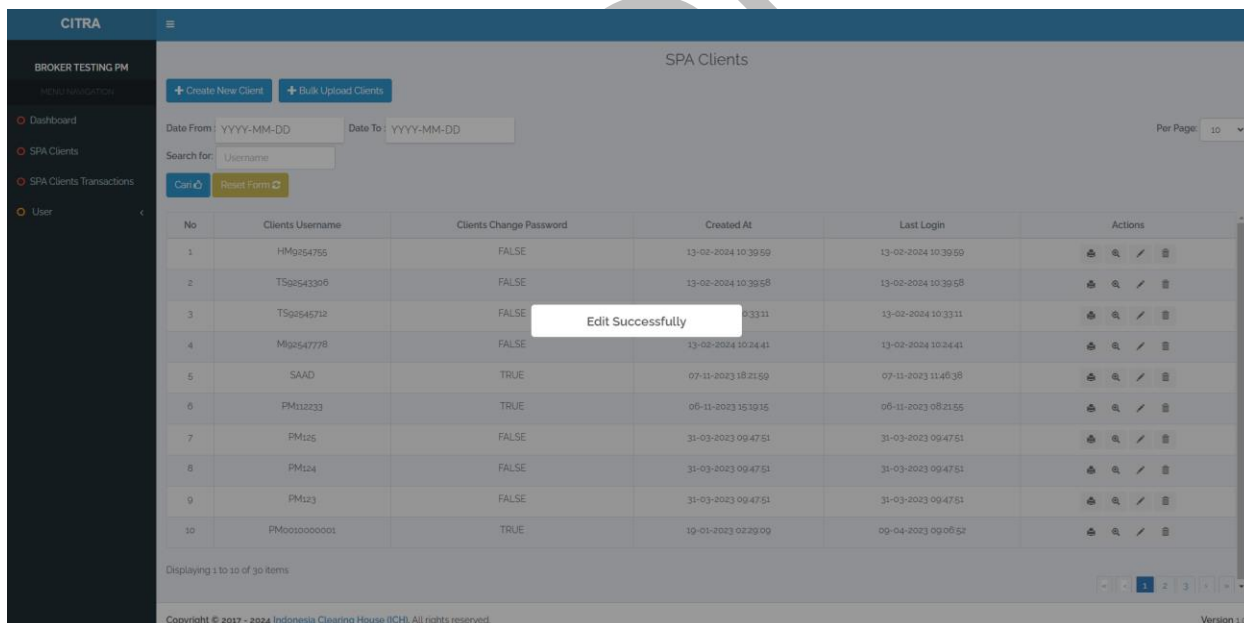 CITRA
BROKER TESTING PM
MENU NAVIGATION
Dashboard
SPA Clients
SPA Clients Transactions
User
SPA Clients
Create New Client Bulk Upload Clients
Date From : YYYY-MM-DD Date To : YYYY-MM-DD Per Page: 10
Search for: Username
Cari Reset Form
No Clients Username Clients Change Password Created At Last Login Actions
1 HM9254755 FALSE 13-02-2024 10:39:59 13-02-2024 10:39:59
2 TS92543306 FALSE 13-02-2024 10:39:58 13-02-2024 10:39:58
3 TS92545712 FALSE 0:33:11 13-02-2024 10:33:11
Edit Successfully
4 MI92547778 FALSE 13-02-2024 10:24:41 13-02-2024 10:24:41
5 SAAD TRUE 07-11-2023 18:21:59 07-11-2023 11:46:38
6 PM112233 TRUE 06-11-2023 15:19:15 06-11-2023 08:21:55
7 PM125 FALSE 31-03-2023 09:47:51 31-03-2023 09:47:51
8 PM124 FALSE 31-03-2023 09:47:51 31-03-2023 09:47:51
9 PM123 FALSE 31-03-2023 09:47:51 31-03-2023 09:47:51
10 PM0010000001 TRUE 19-01-2023 02:29:09 09-04-2023 09:06:52
Displaying 1 to 10 of 30 items
« ‹ 1 2 3 › »
Copyright © 2017 - 2024 Indonesia Clearing House (ICH). All rights reserved. Version